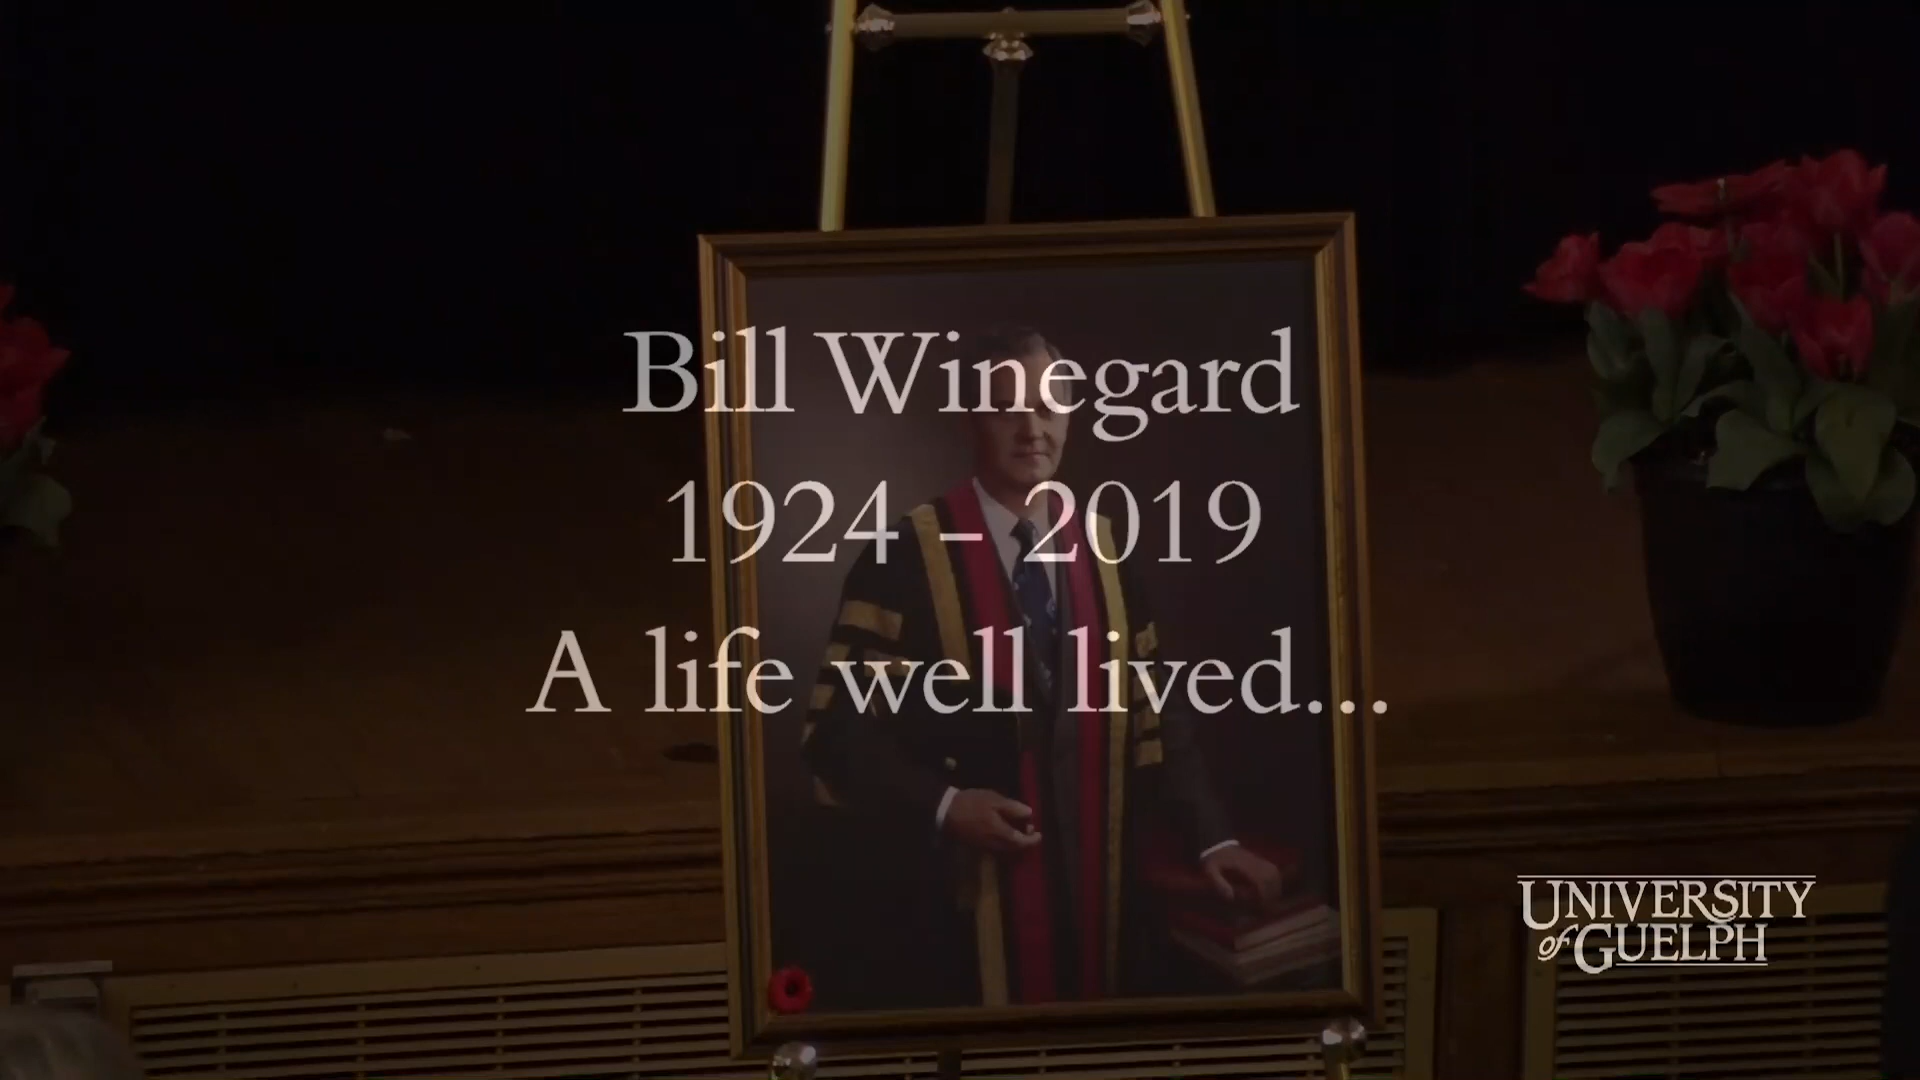 Bill Winegard
1924 – 2019
A life well lived...
UNIVERSITY
of GUELPH